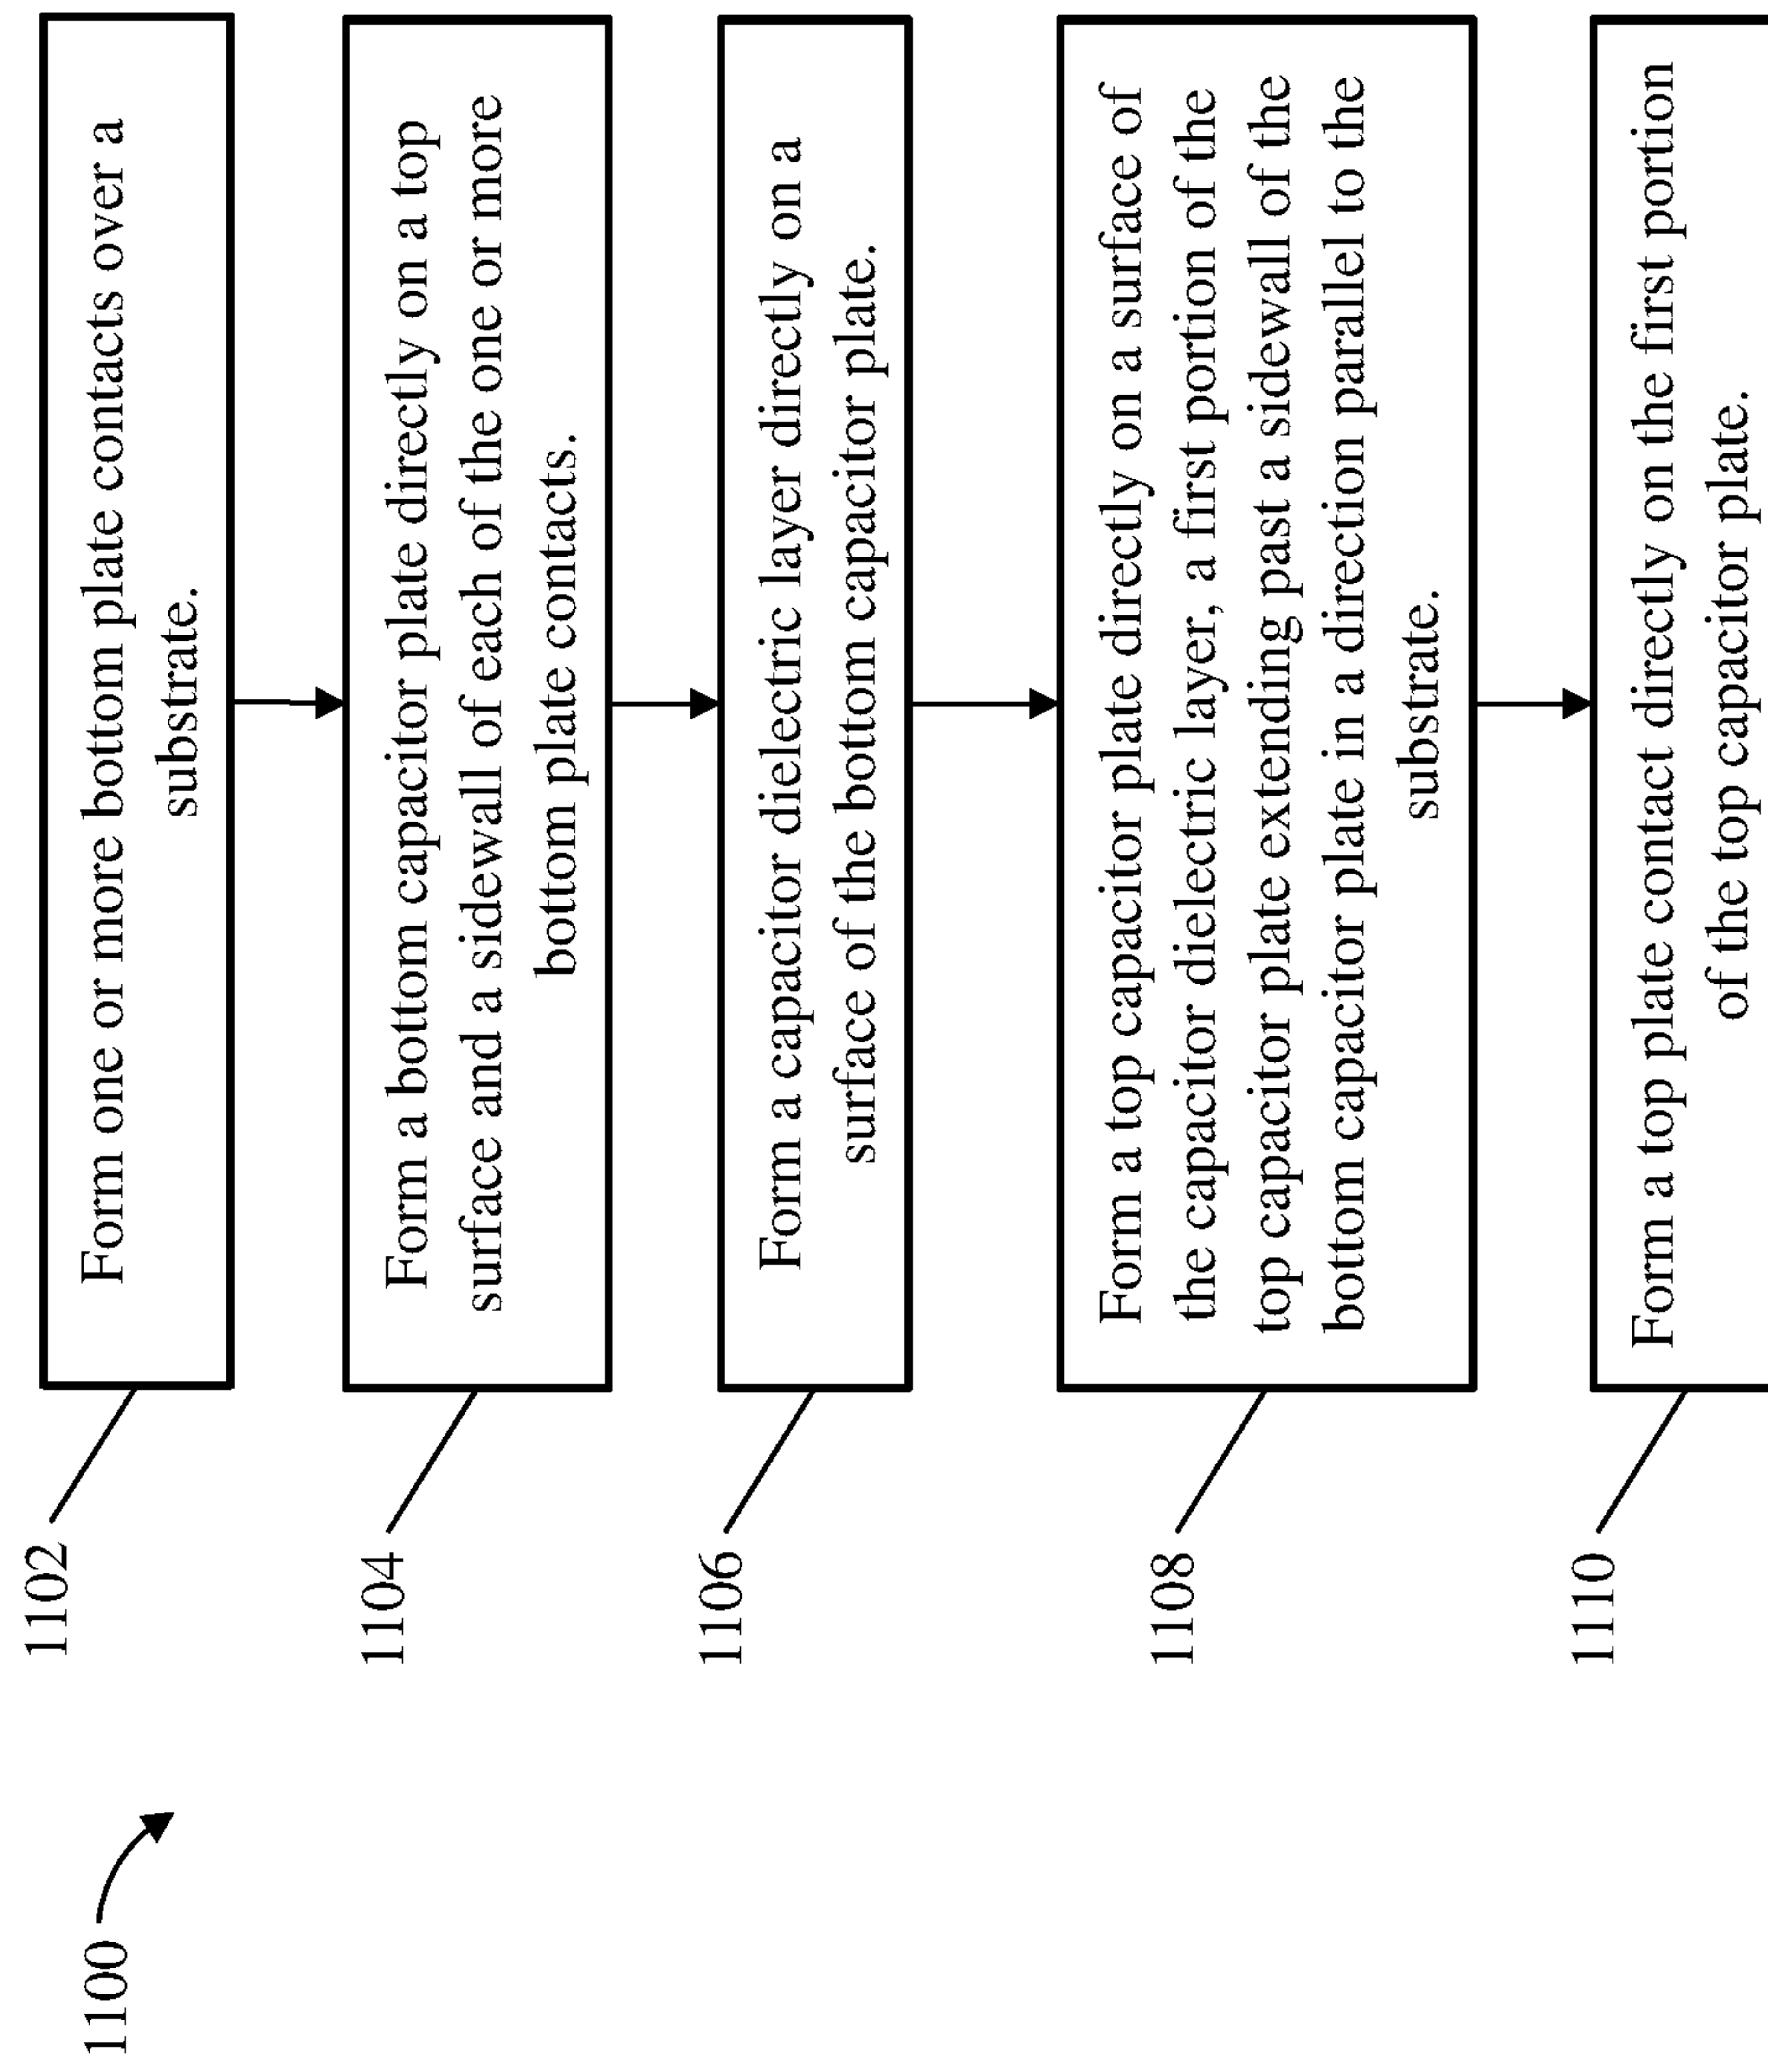 1100
1102
Form one or more bottom plate contacts over a
substrate.
1104
Form a bottom capacitor plate directly on a top
surface and a sidewall of each of the one or more
bottom plate contacts.
1106
Form a capacitor dielectric layer directly on a
surface of the bottom capacitor plate.
1108
Form a top capacitor plate directly on a surface of
the capacitor dielectric layer, a first portion of the
top capacitor plate extending past a sidewall of the
bottom capacitor plate in a direction parallel to the
substrate.
1110
Form a top plate contact directly on the first portion
of the top capacitor plate.